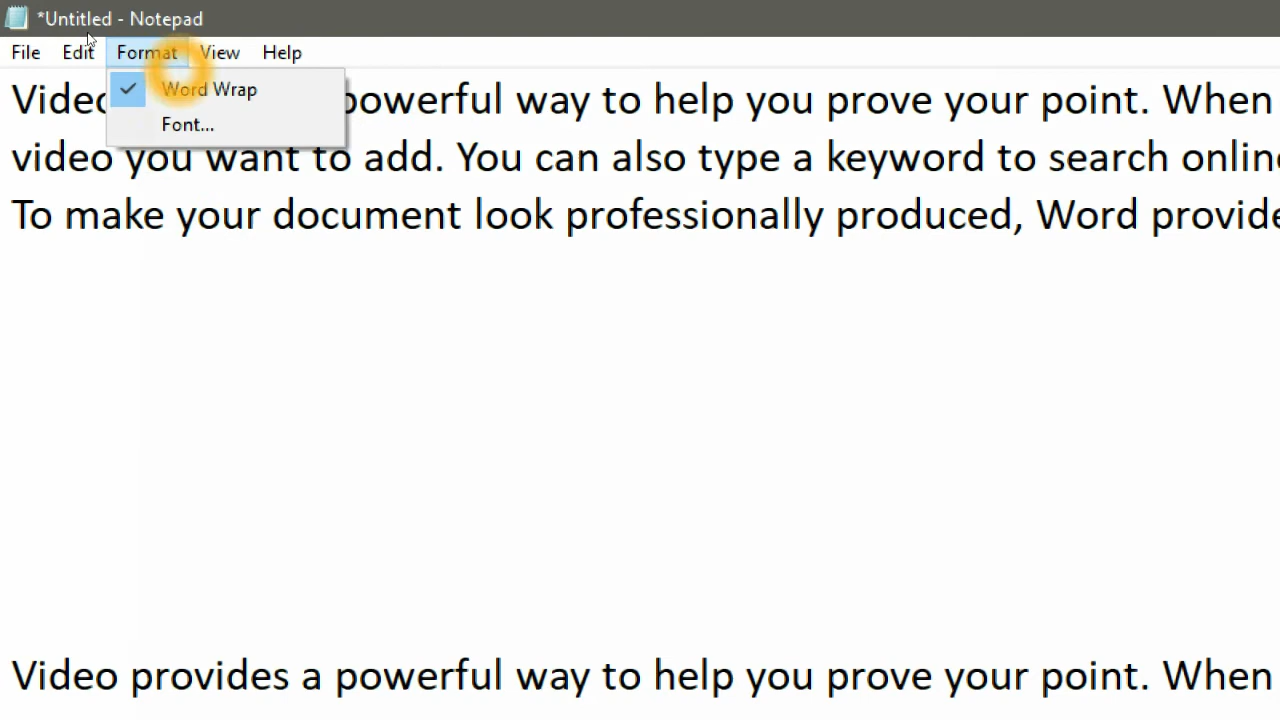 *Untitled - Notepad
File Edit Format View Help
Word Wrap
Font...
Video powerful way to help you prove your point. When
video you want to add. You can also type a keyword to search online
To make your document look professionally produced, Word provide
Video provides a powerful way to help you prove your point. When